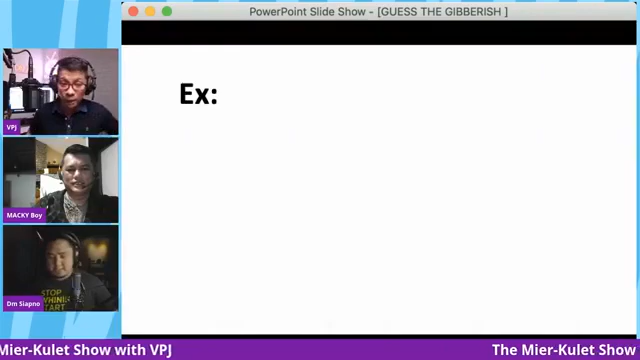 PowerPoint Slide Show - [GUESS THE GIBBERISH ]
Ex:
VPJ
MACKY Boy
Dm Siapno
STOP
WHINING
START
Mier-Kulet Show with VPJ
The Mier-Kulet Show